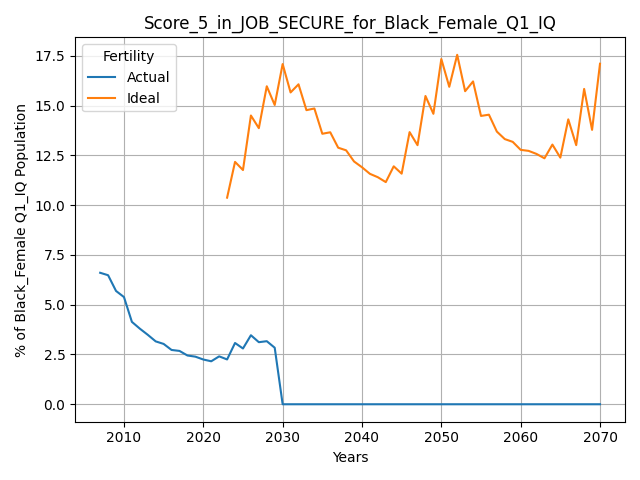 Score_5_in_JOB_SECURE_for_Black_Female_Q1_IQ
Fertility
Actual
Ideal
% of Black_Female Q1_IQ Population
17.5
15.0
12.5
10.0
7.5
5.0
2.5
0.0
2010 2020 2030 2040 2050 2060 2070
Years